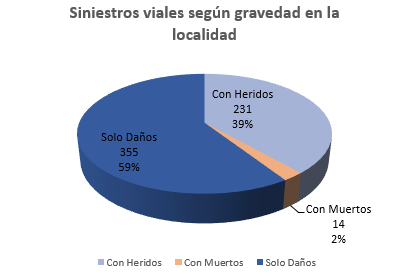 Siniestros viales según gravedad en la
localidad
Con Heridos
231
39%
Solo Daños
355
59%
Con Muertos
14
2%
Con Heridos
Con Muertos
Solo Daños